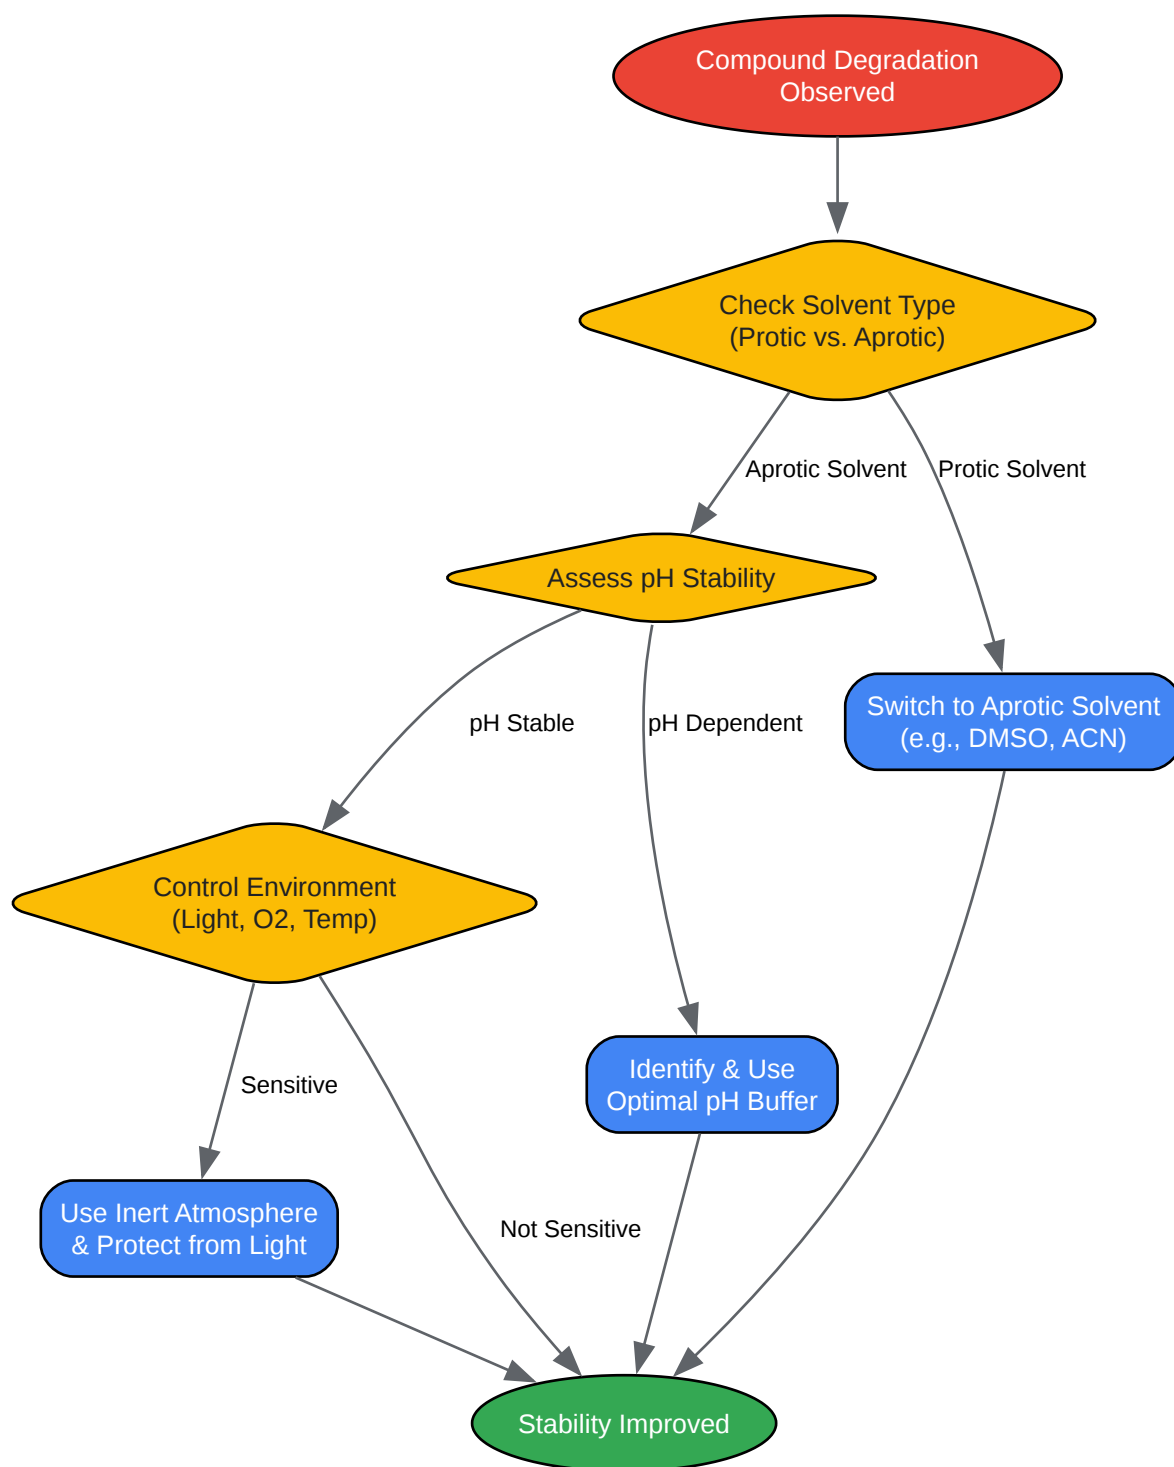 Compound Degradation
Observed
Check Solvent Type
(Protic vs. Aprotic)
Aprotic Solvent
Protic Solvent
Assess pH Stability
pH Stable
pH Dependent
Switch to Aprotic Solvent
(e.g., DMSO, ACN)
Control Environment
(Light, O2, Temp)
Sensitive
Identify & Use
Optimal pH Buffer
Use Inert Atmosphere
& Protect from Light
Not Sensitive
Stability Improved